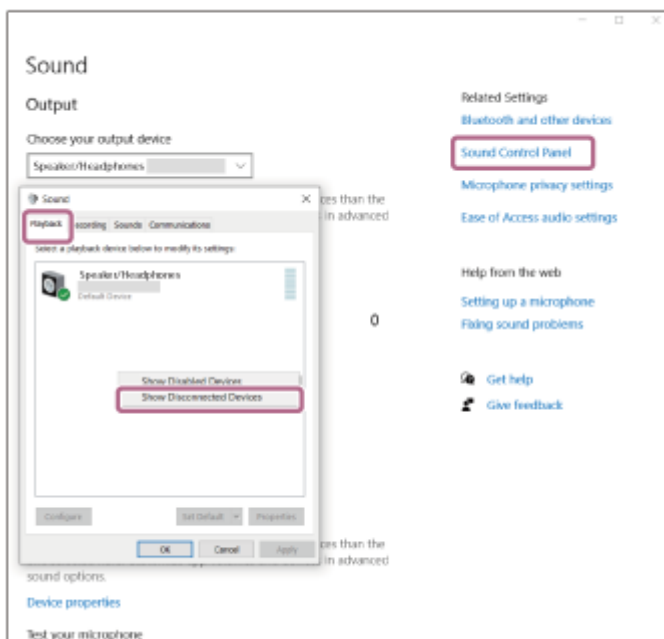 Sound
Output
Choose your output device
Speaker/Headphones
Sound
Playback
Recording
Sounds
Communications
Select a playback device below to modify its settings:
Speaker/Headphones
Default Device
Show Disabled Devices
Show Disconnected Devices
Configure
Set Default
Properties
OK
Cancel
Apply
ces than the
in advanced
0
ces than the
in advanced
sound options.
Device properties
Test your microphone
Related Settings
Bluetooth and other devices
Sound Control Panel
Microphone privacy settings
Ease of Access audio settings
Help from the web
Setting up a microphone
Fixing sound problems
Get help
Give feedback